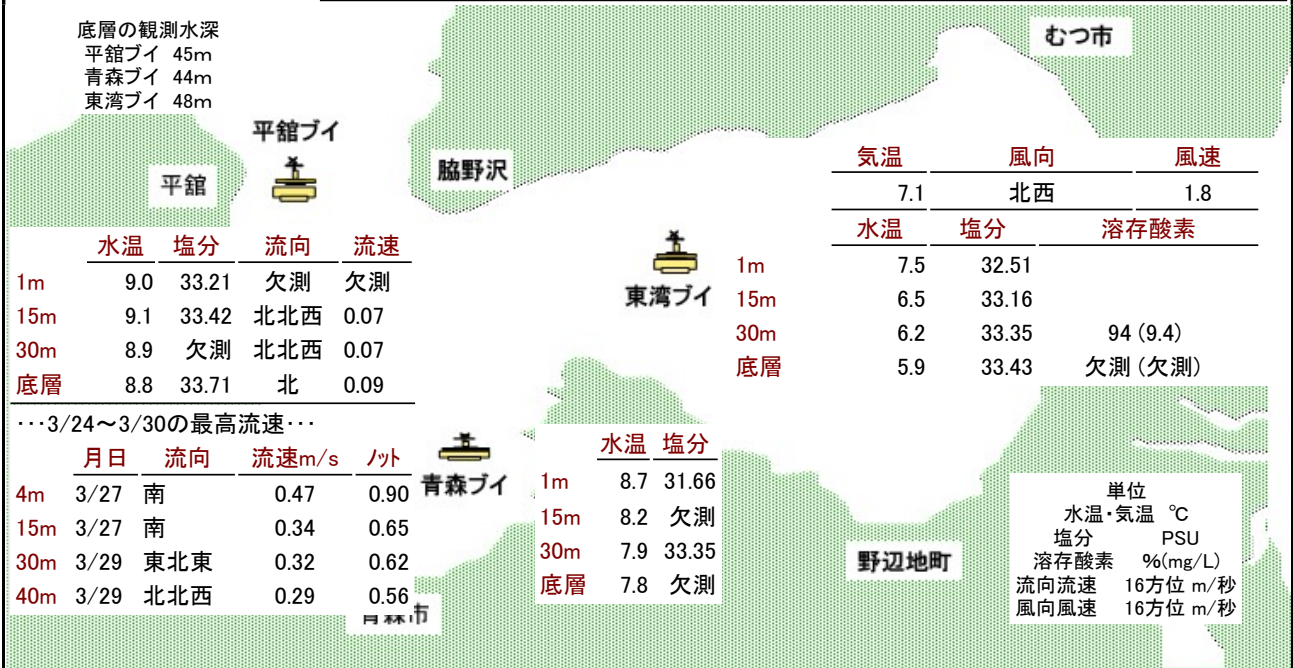 底層の観測水深
平舘ブイ 45m
青森ブイ 44m
東湾ブイ 48m
むつ市
平舘ブイ
平舘
脇野沢
気温 風向 風速
7.1 北西 1.8
水温 塩分 溶存酸素
1m 7.5 32.51
15m 6.5 33.16
30m 6.2 33.35 94 (9.4)
底層 5.9 33.43 欠測 (欠測)
東湾ブイ
水温 塩分 流向 流速
1m 9.0 33.21 欠測 欠測
15m 9.1 33.42 北北西 0.07
30m 8.9 欠測 北北西 0.07
底層 8.8 33.71 北 0.09
…3/24~3/30の最高流速…
月日 流向 流速m/s ノット
4m 3/27 南 0.47 0.90
15m 3/27 南 0.34 0.65
30m 3/29 東北東 0.32 0.62
40m 3/29 北北西 0.29 0.56
青森ブイ
水温 塩分
1m 8.7 31.66
15m 8.2 欠測
30m 7.9 33.35
底層 7.8 欠測
青森市
野辺地町
単位
水温・気温 ℃
塩分 PSU
溶存酸素 %(mg/L)
流向流速 16方位 m/秒
風向風速 16方位 m/秒